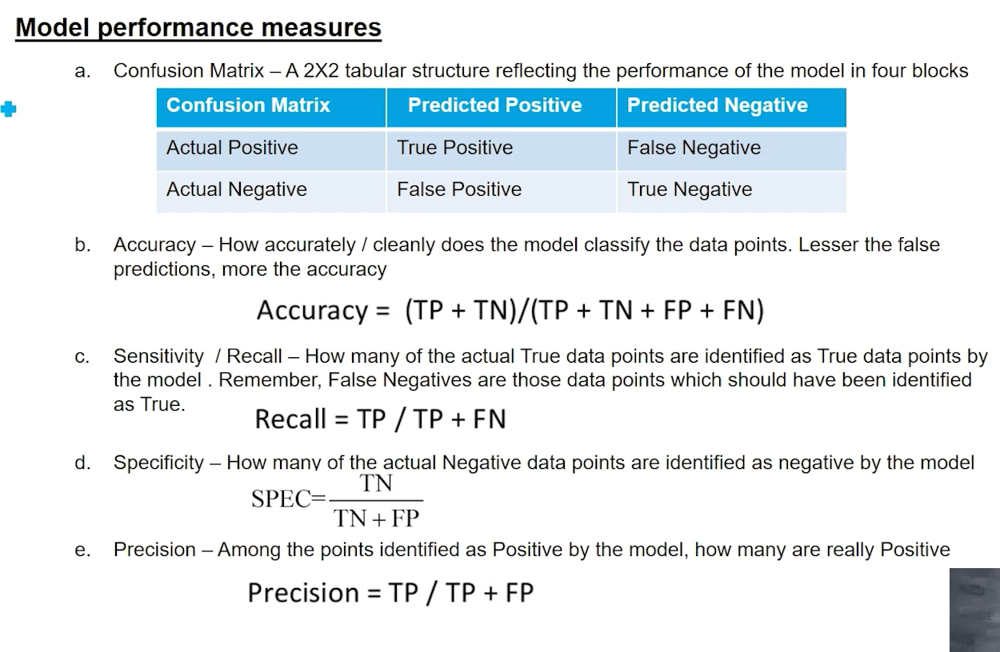 Model performance measures
a. Confusion Matrix – A 2X2 tabular structure reflecting the performance of the model in four blocks
Confusion Matrix Predicted Positive Predicted Negative
Actual Positive True Positive False Negative
Actual Negative False Positive True Negative
b. Accuracy – How accurately / cleanly does the model classify the data points. Lesser the false
predictions, more the accuracy
Accuracy = (TP + TN)/(TP + TN + FP + FN)
c. Sensitivity / Recall – How many of the actual True data points are identified as True data points by
the model . Remember, False Negatives are those data points which should have been identified
as True.
Recall = TP / TP + FN
d. Specificity – How many of the actual Negative data points are identified as negative by the model
TN
SPEC=
TN + FP
e. Precision – Among the points identified as Positive by the model, how many are really Positive
Precision = TP / TP + FP